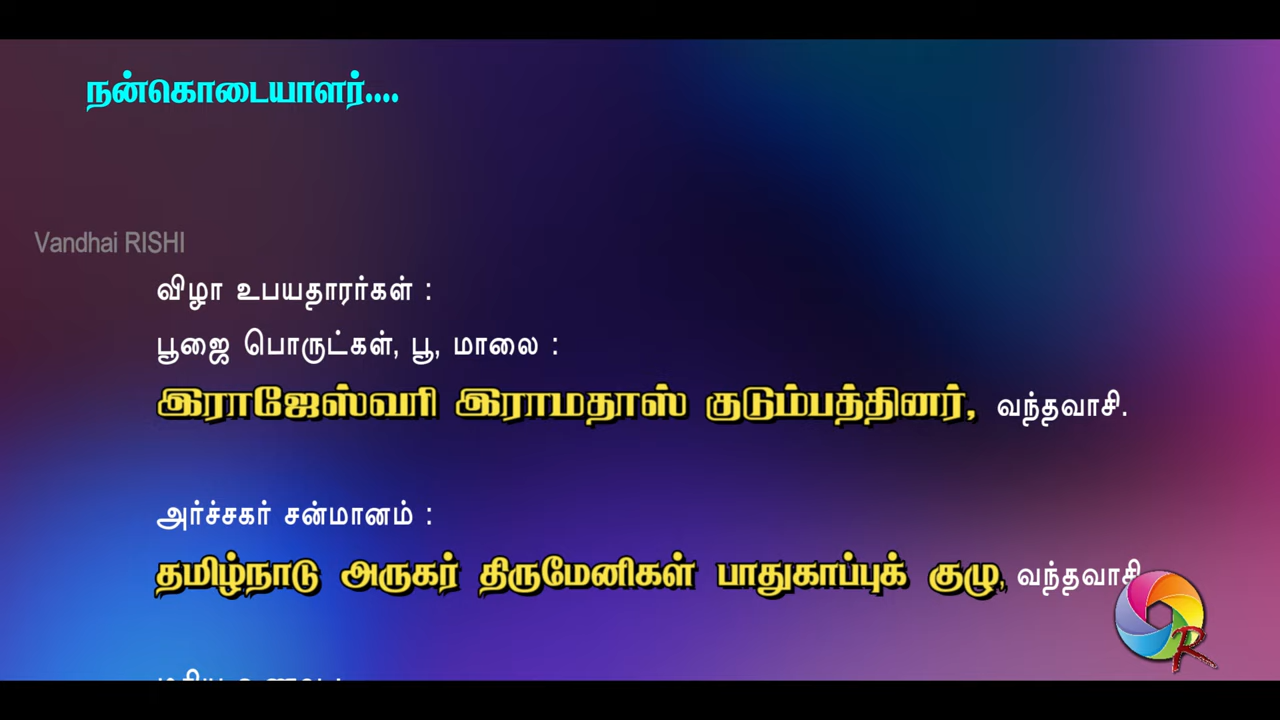 நன்கொடையாளர்....
Vandhai RISHI
விழா உபயதாரர்கள் :
பூஜை பொருட்கள், பூ, மாலை :
இராஜேஸ்வரி இராமதாஸ் குடும்பத்தினர், வந்தவாசி.
அர்ச்சகர் சன்மானம் :
தமிழ்நாடு அருகர் திருமேனிகள் பாதுகாப்புக் குழு, வந்தவாசி
R